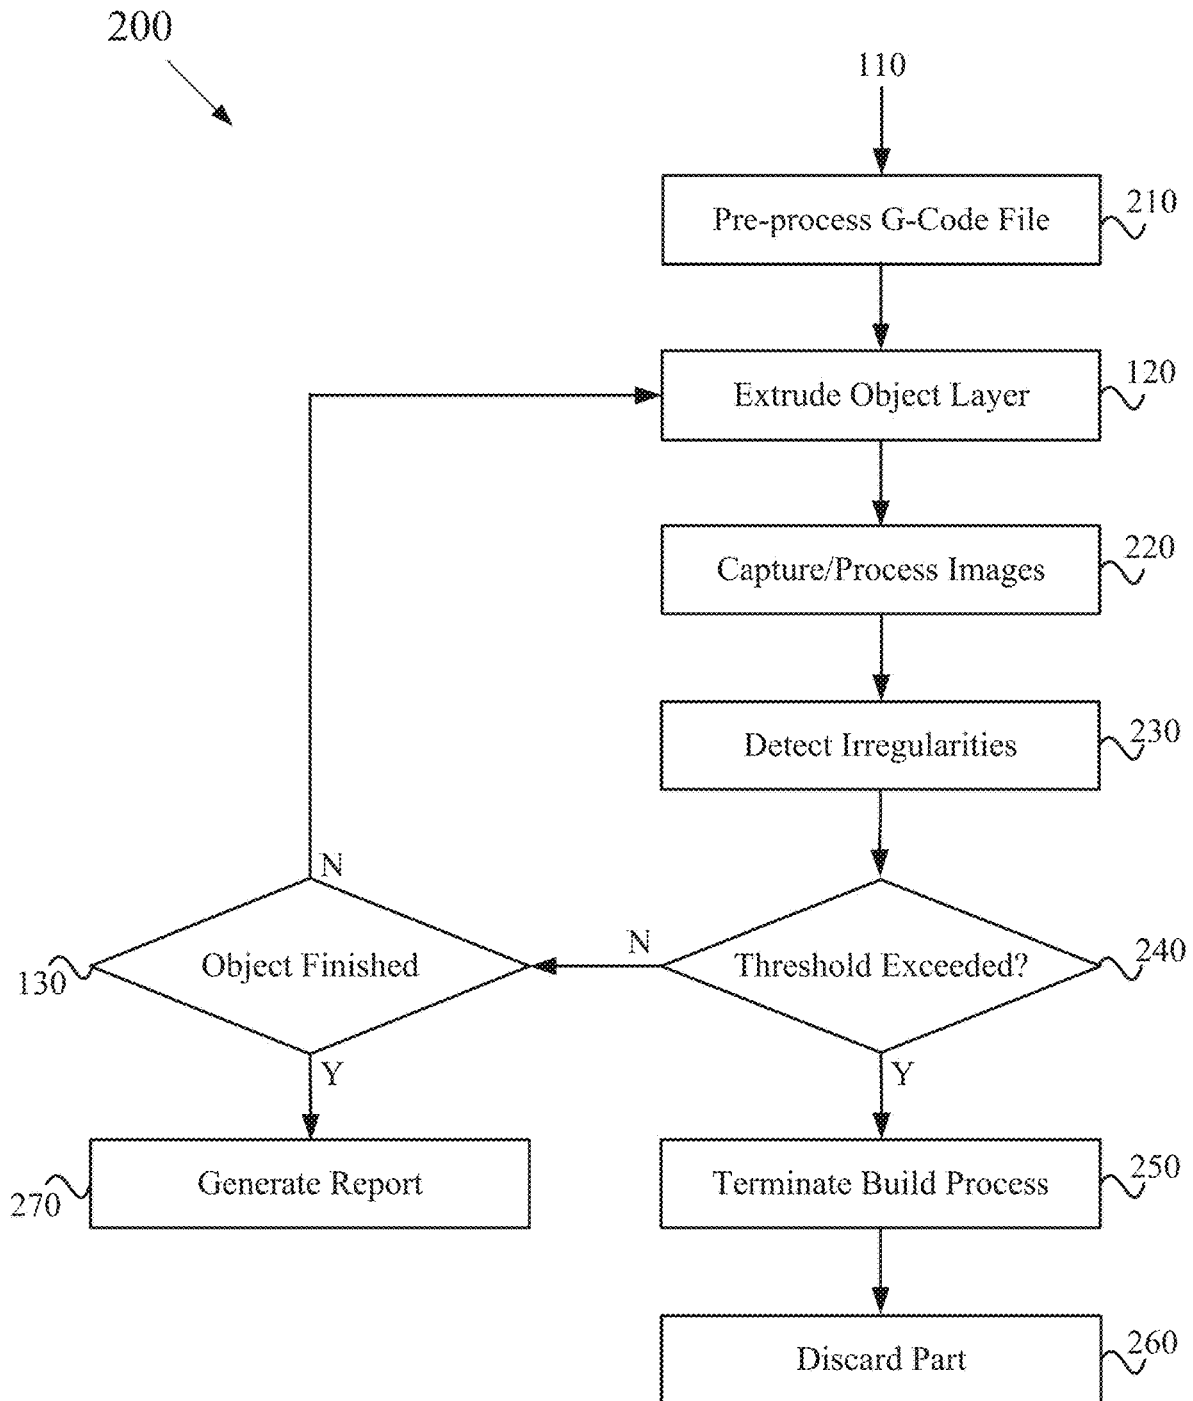 200
110
Pre-process G-Code File
210
Extrude Object Layer
120
Capture/Process Images
220
Detect Irregularities
230
N
N
Object Finished
130
Threshold Exceeded?
240
Y
Y
Generate Report
270
Terminate Build Process
250
Discard Part
260